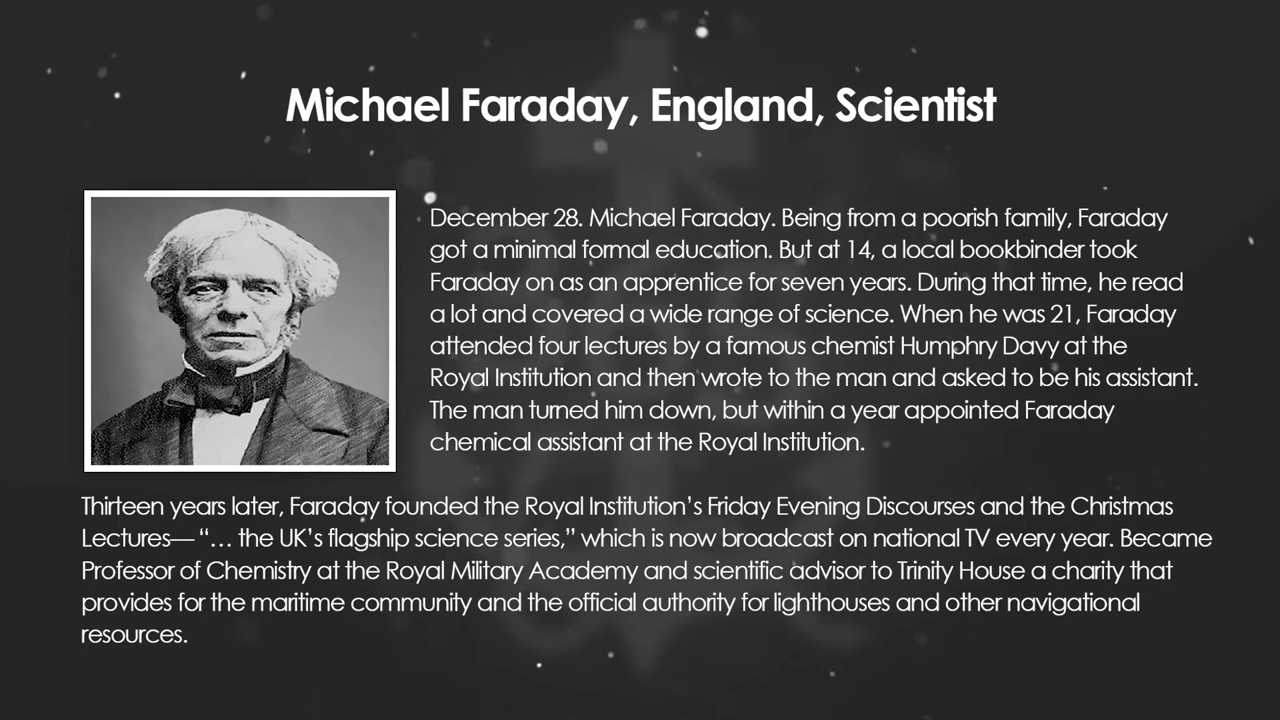 Michael Faraday, England, Scientist
December 28. Michael Faraday. Being from a poorish family, Faraday
got a minimal formal education. But at 14, a local bookbinder took
Faraday on as an apprentice for seven years. During that time, he read
a lot and covered a wide range of science. When he was 21, Faraday
attended four lectures by a famous chemist Humphry Davy at the
Royal Institution and then wrote to the man and asked to be his assistant.
The man turned him down, but within a year appointed Faraday
chemical assistant at the Royal Institution.
Thirteen years later, Faraday founded the Royal Institution’s Friday Evening Discourses and the Christmas
Lectures— “… the UK’s flagship science series,” which is now broadcast on national TV every year. Became
Professor of Chemistry at the Royal Military Academy and scientific advisor to Trinity House a charity that
provides for the maritime community and the official authority for lighthouses and other navigational
resources.